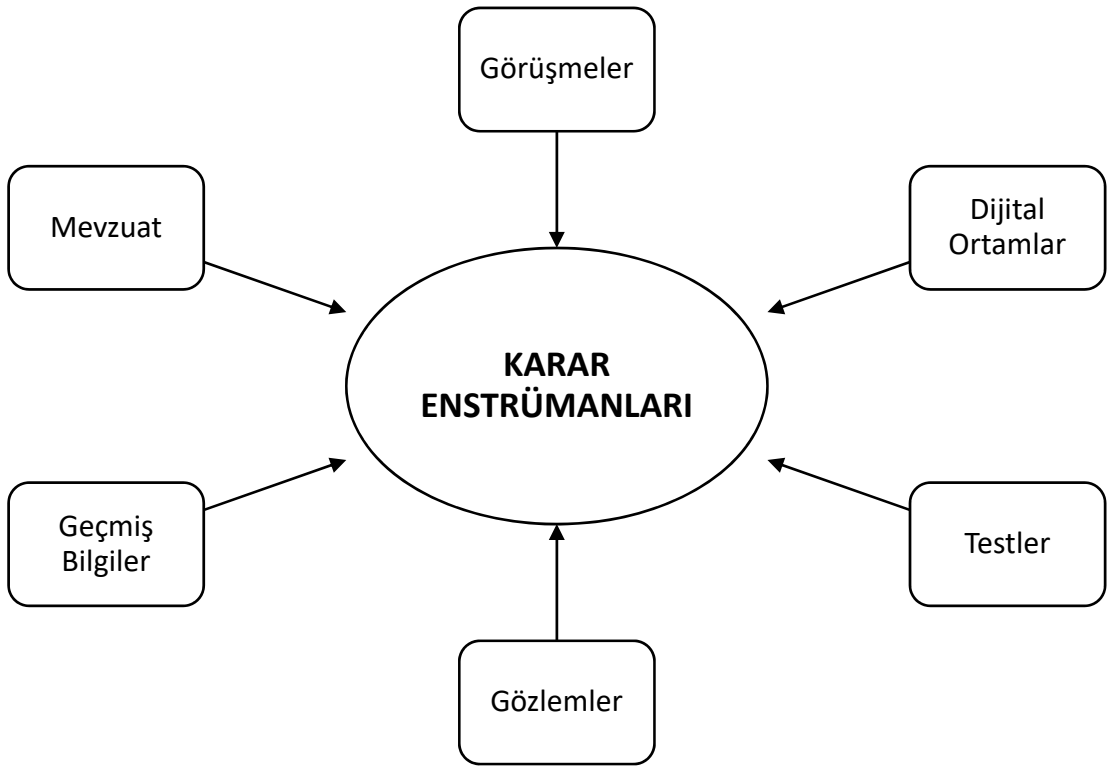 Görüşmeler
Mevzuat
Dijital
Ortamlar
KARAR
ENSTRÜMANLARI
Geçmiş
Bilgiler
Testler
Gözlemler